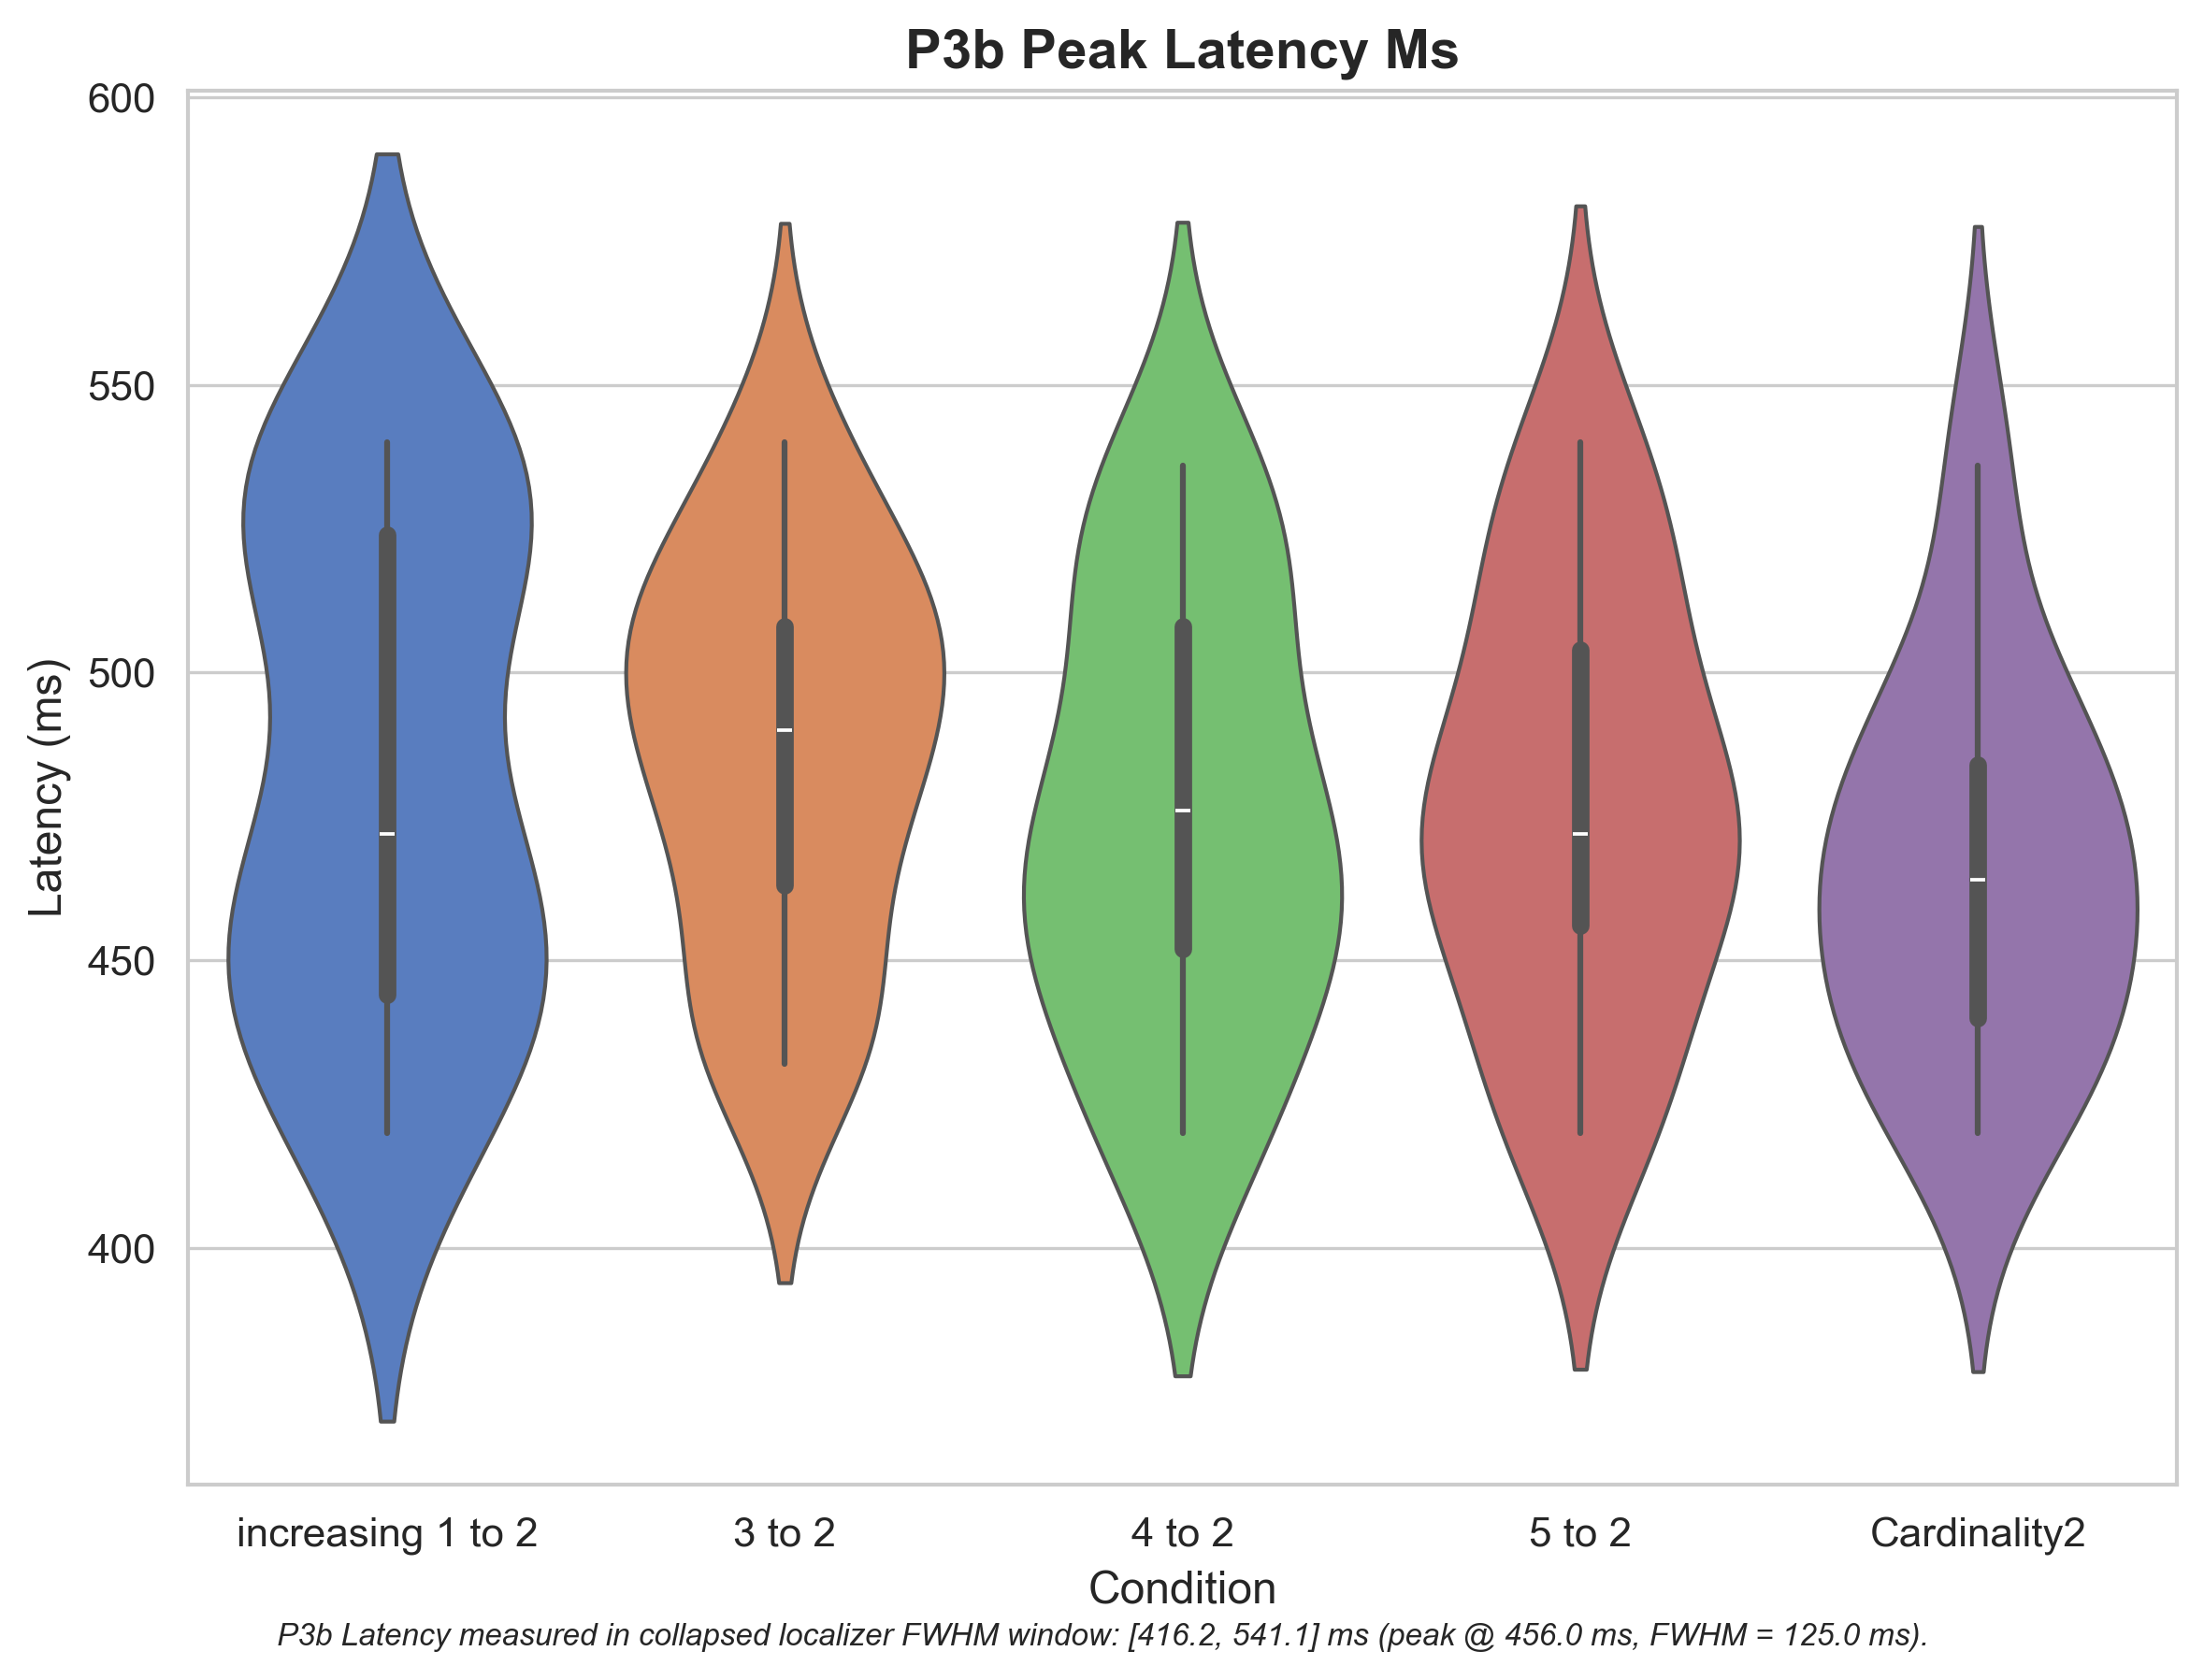 P3b Peak Latency Ms
600
550
500
450
400
Latency (ms)
increasing 1 to 2
3 to 2
4 to 2
5 to 2
Cardinality2
Condition
P3b Latency measured in collapsed localizer FWHM window: [416.2, 541.1] ms (peak @ 456.0 ms, FWHM = 125.0 ms).